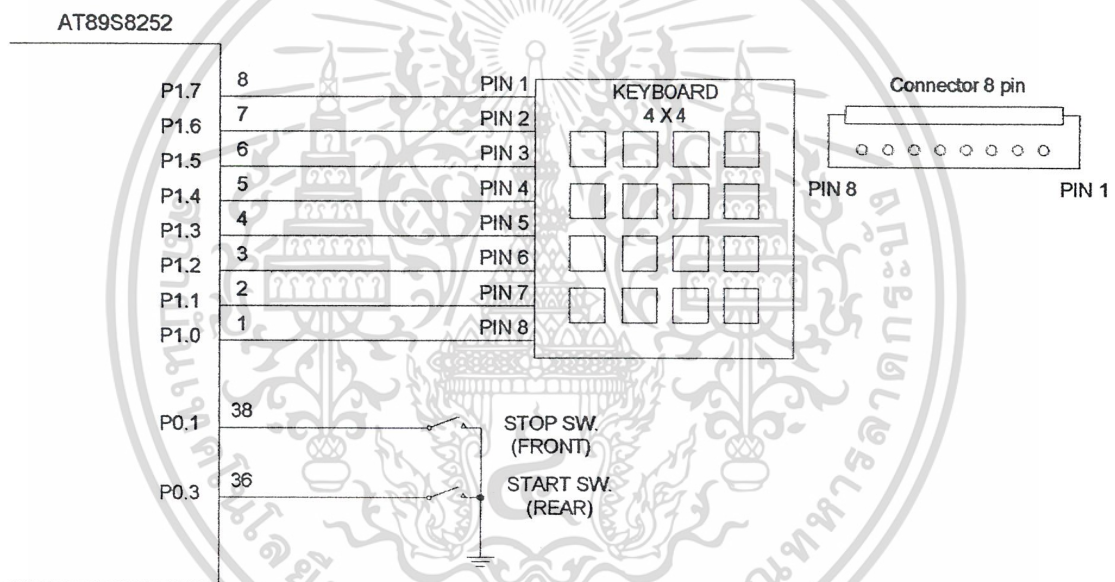 AT89S8252
P1.7 8 PIN 1
P1.6 7 PIN 2
P1.5 6 PIN 3
P1.4 5 PIN 4
P1.3 4 PIN 5
P1.2 3 PIN 6
P1.1 2 PIN 7
P1.0 1 PIN 8
KEYBOARD
4 X 4
Connector 8 pin
PIN 8 PIN 1
P0.1 38 STOP SW.
(FRONT)
P0.3 36 START SW.
(REAR)